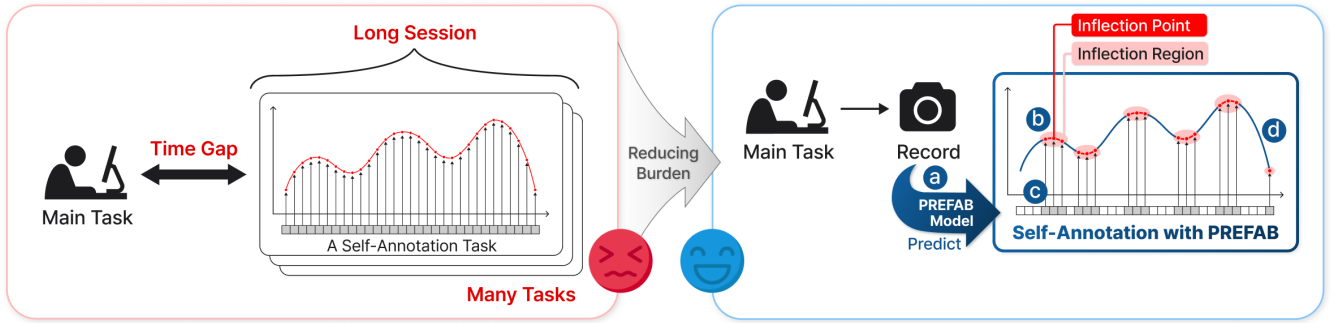 Long Session
Time Gap
Main Task
A Self-Annotation Task
Many Tasks
Reducing
Burden
Inflection Point
Inflection Region
Main Task
Record
a
PREFAB
Model
Predict
b
c
d
Self-Annotation with PREFAB